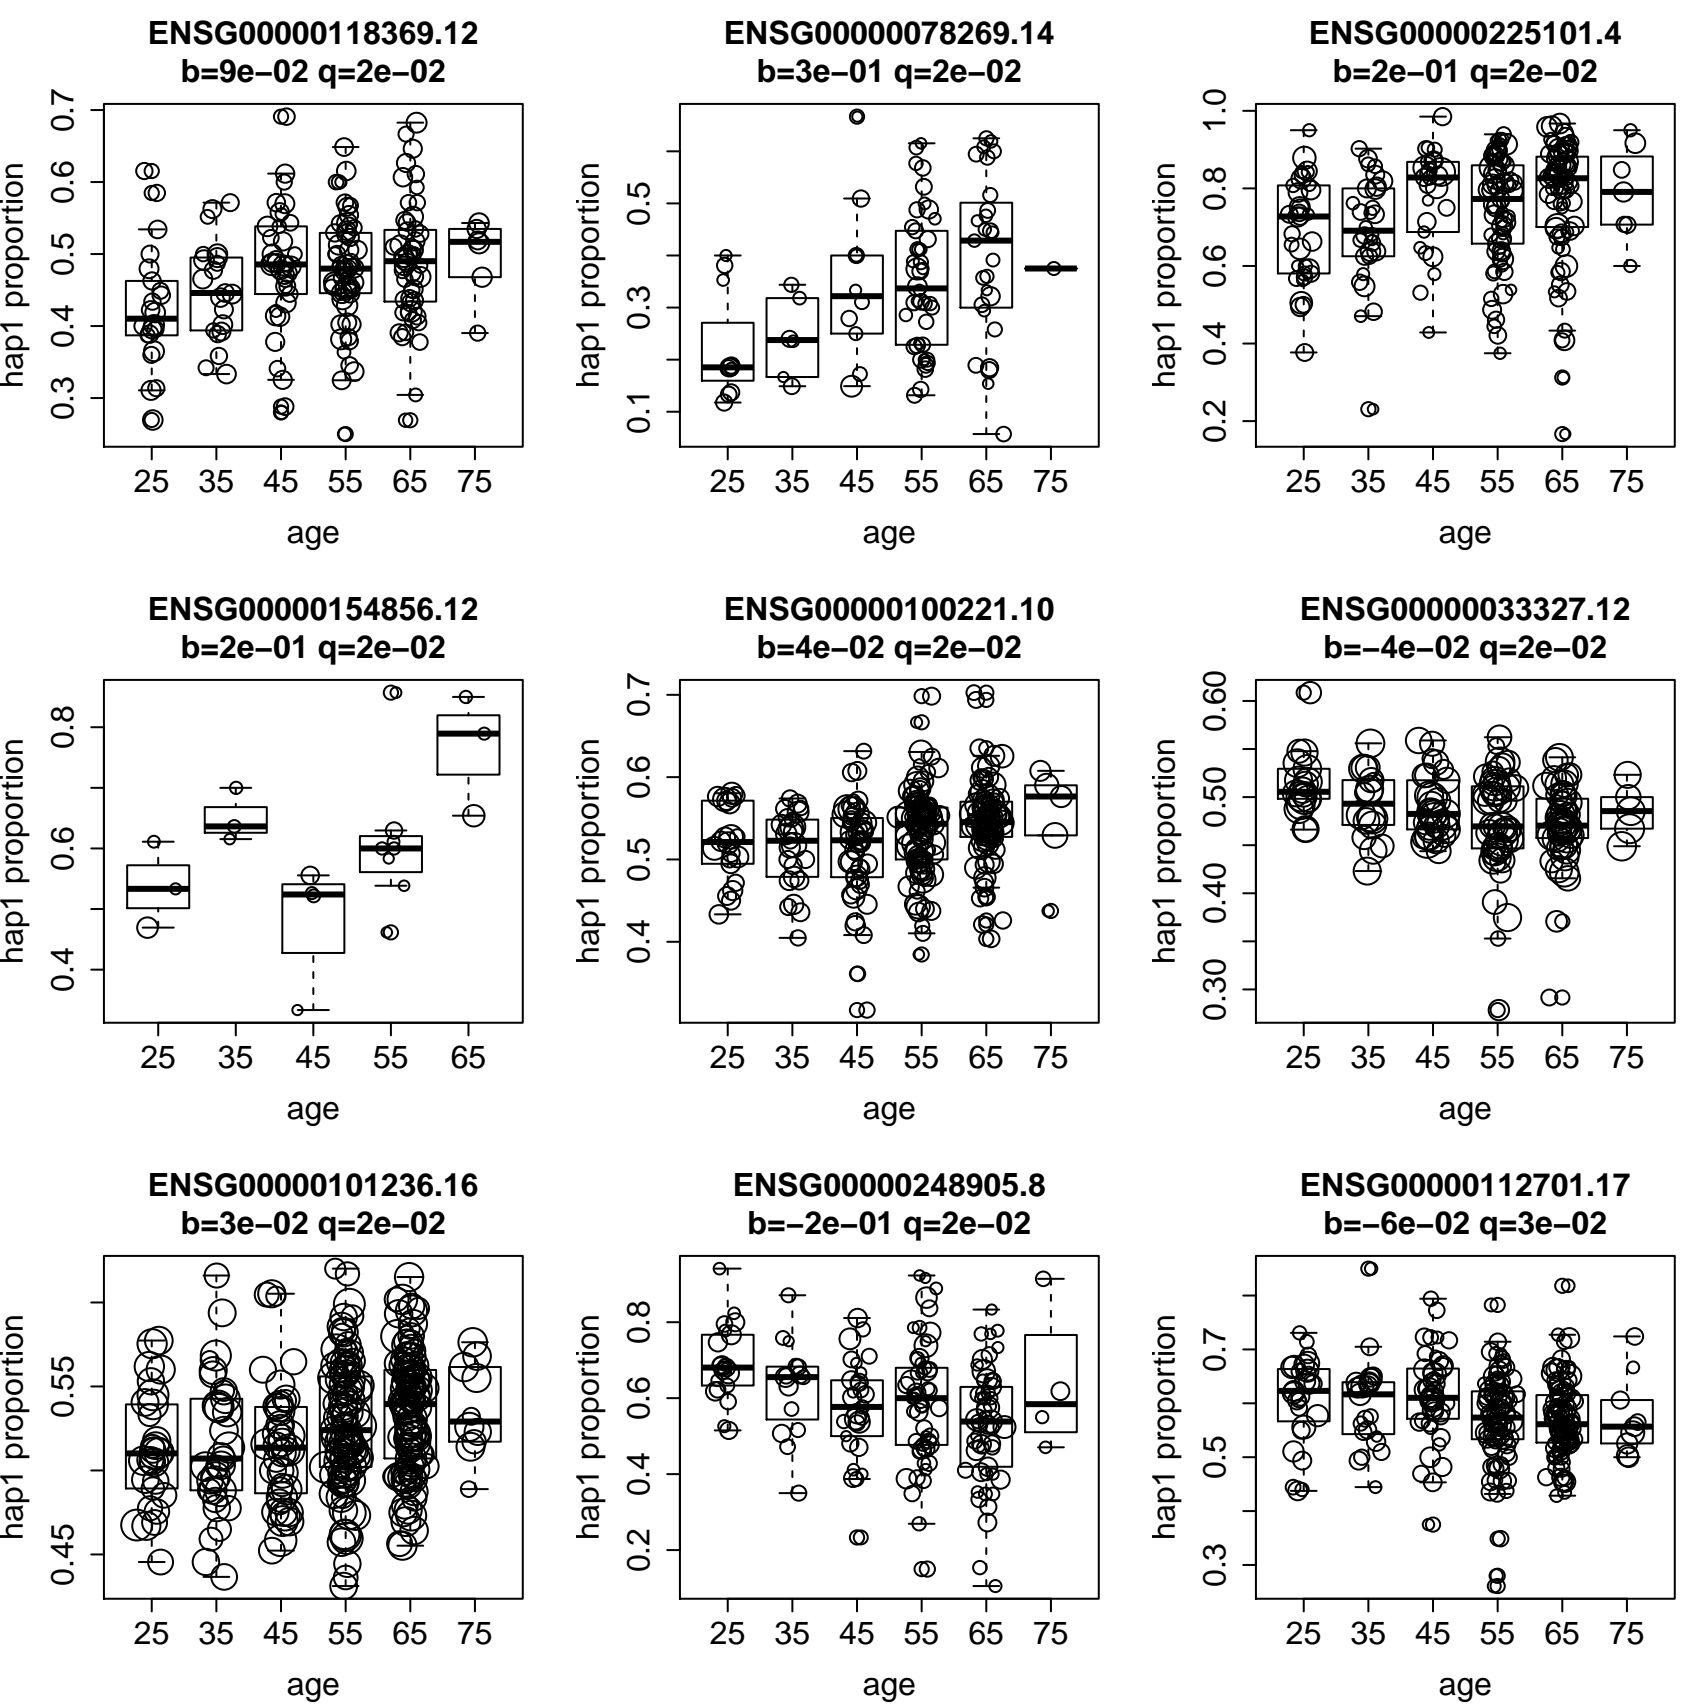 ENSG00000118369.12
b=9e−02 q=2e−02
hap1 proportion
0.7
0.6
0.5
0.4
0.3
25 35 45 55 65 75
age
ENSG00000078269.14
b=3e−01 q=2e−02
hap1 proportion
0.5
0.3
0.1
25 35 45 55 65 75
age
ENSG00000225101.4
b=2e−01 q=2e−02
hap1 proportion
1.0
0.8
0.6
0.4
0.2
25 35 45 55 65 75
age
ENSG00000154856.12
b=2e−01 q=2e−02
hap1 proportion
0.8
0.6
0.4
25 35 45 55 65
age
ENSG00000100221.10
b=4e−02 q=2e−02
hap1 proportion
0.7
0.6
0.5
0.4
25 35 45 55 65 75
age
ENSG00000033327.12
b=−4e−02 q=2e−02
hap1 proportion
0.60
0.50
0.40
0.30
25 35 45 55 65 75
age
ENSG00000101236.16
b=3e−02 q=2e−02
hap1 proportion
0.55
0.45
25 35 45 55 65 75
age
ENSG00000248905.8
b=−2e−01 q=2e−02
hap1 proportion
0.8
0.6
0.4
0.2
25 35 45 55 65 75
age
ENSG00000112701.17
b=−6e−02 q=3e−02
hap1 proportion
0.7
0.5
0.3
25 35 45 55 65 75
age